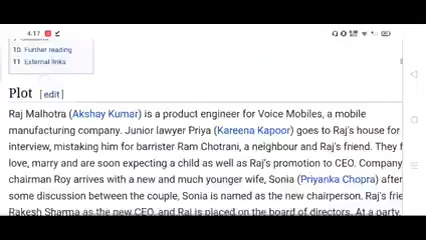 4.17
10. Further reading
11 External links
Plot [edit]
Raj Malhotra (Akshay Kumar) is a product engineer for Voice Mobiles, a mobile
manufacturing company. Junior lawyer Priya (Kareena Kapoor) goes to Raj's house for
interview, mistaking him for barrister Ram Chotrani, a neighbour and Raj's friend. They f
love, marry and are soon expecting a child as well as Raj's promotion to CEO. Company
chairman Roy arrives with a new and much younger wife, Sonia (Priyanka Chopra) after
some discussion between the couple, Sonia is named as the new chairperson. Raj's frie
Rakesh Sharma as the new CEO, and Raj is placed on the board of directors. At a party